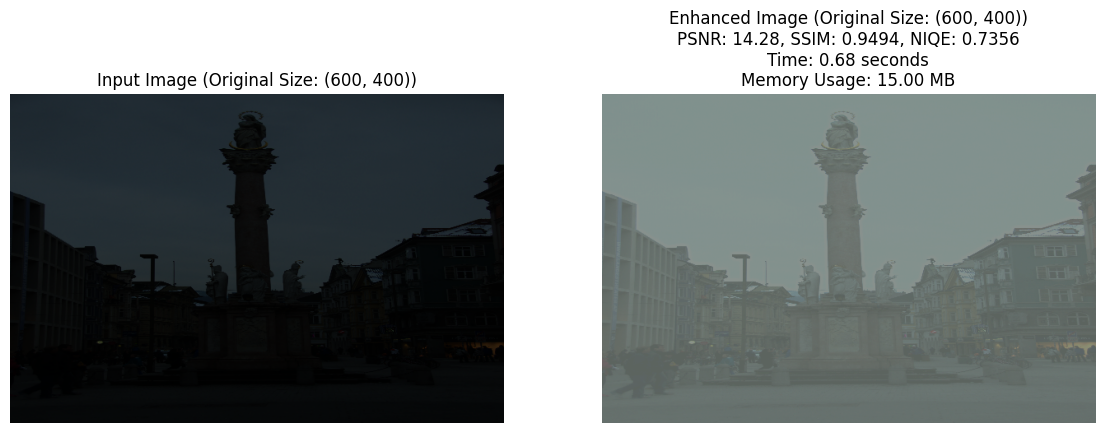 Input Image (Original Size: (600, 400))
Enhanced Image (Original Size: (600, 400))
PSNR: 14.28, SSIM: 0.9494, NIQE: 0.7356
Time: 0.68 seconds
Memory Usage: 15.00 MB